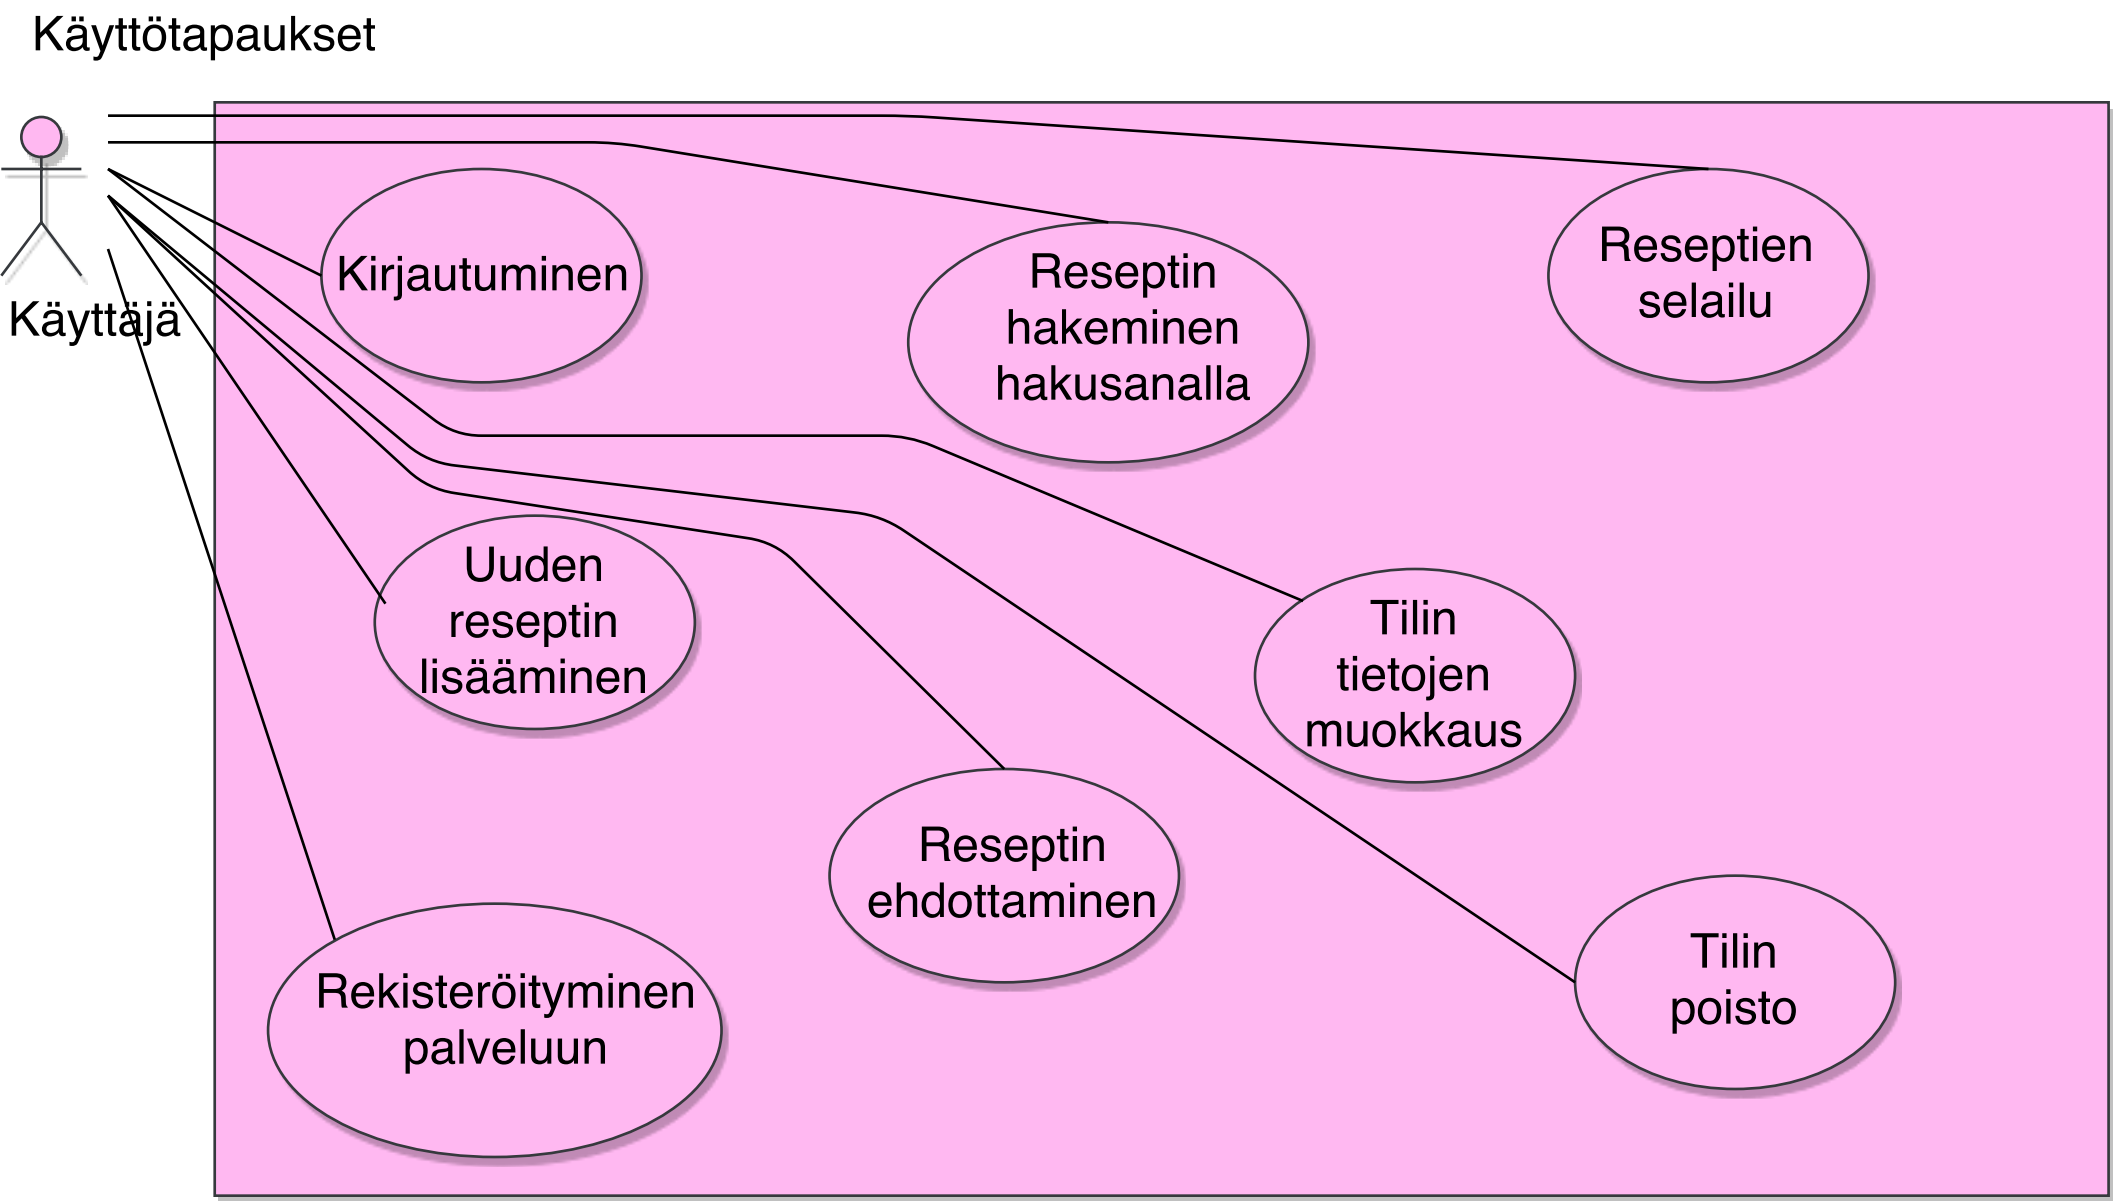 Käyttötapaukset
Käyttäjä
Kirjautuminen
Reseptin
hakeminen
hakusanalla
Reseptien
selailu
Uuden
reseptin
lisääminen
Tilin
tietojen
muokkaus
Reseptin
ehdottaminen
Rekisteröityminen
palveluun
Tilin
poisto